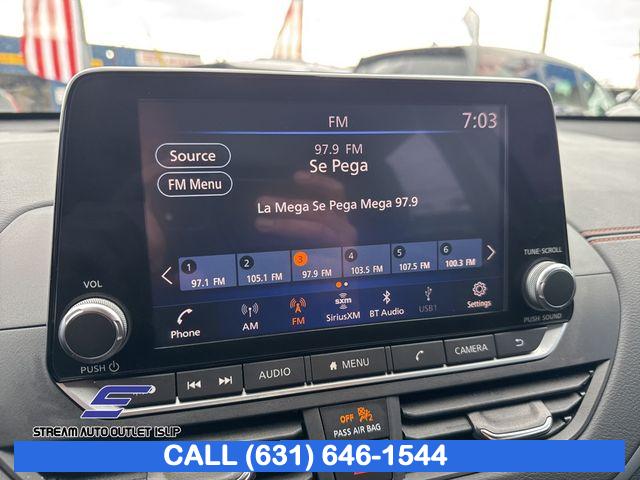 FM
7:03
Source
97.9 FM
Se Pega
FM Menu
La Mega Se Pega Mega 97.9
1 2 3 4 5 6
97.1 FM 105.1 FM 97.9 FM 103.5 FM 107.5 FM 100.3 FM
VOL
TUNE·SCROLL
Phone AM FM sxm SiriusXM BT Audio USB1 Settings
PUSH
PUSH: SOUND
AUDIO MENU CAMERA
OFF
PASS AIR BAG
STREAM AUTO OUTLET ISLIP
CALL (631) 646-1544